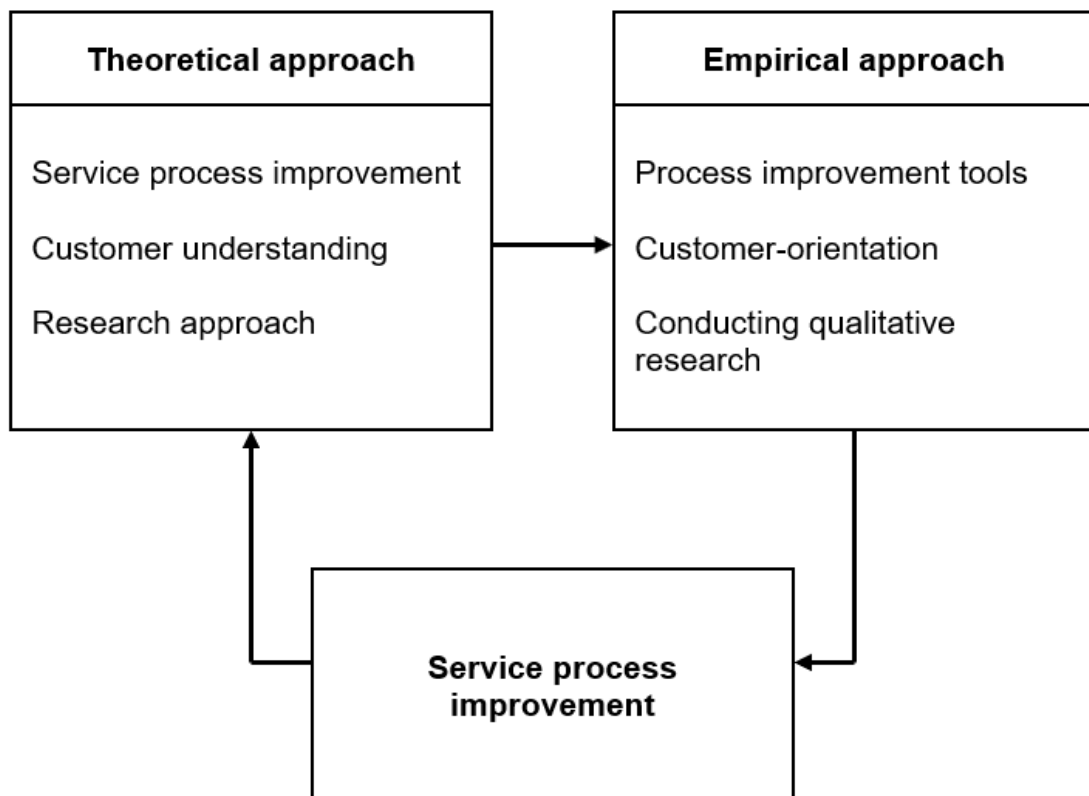 Theoretical approach
Service process improvement
Customer understanding
Research approach
Empirical approach
Process improvement tools
Customer-orientation
Conducting qualitative
research
Service process
improvement